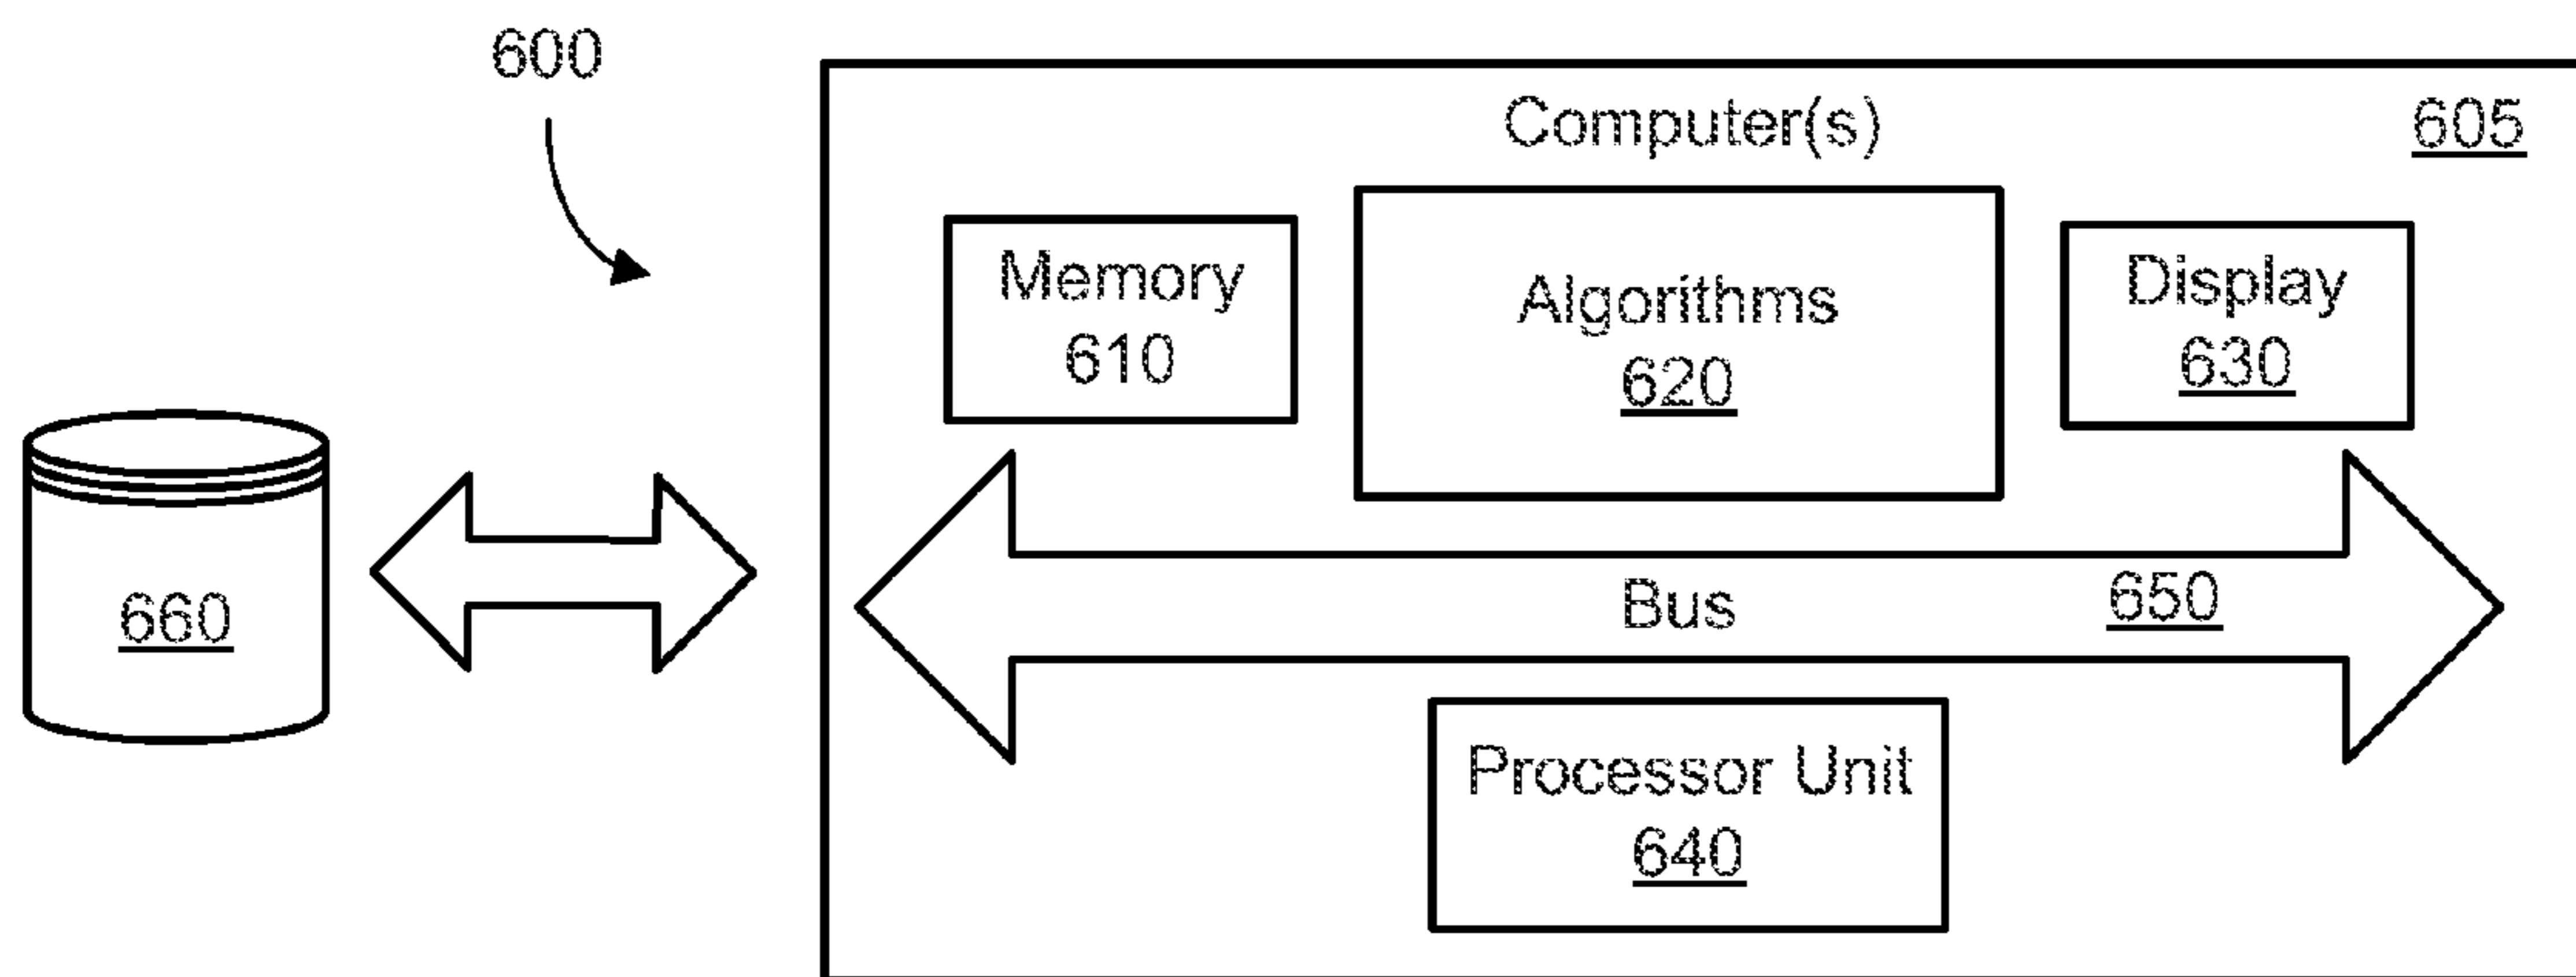 600
Computer(s)
605
Memory
610
Algorithms
620
Display
630
660
Bus
650
Processor Unit
640